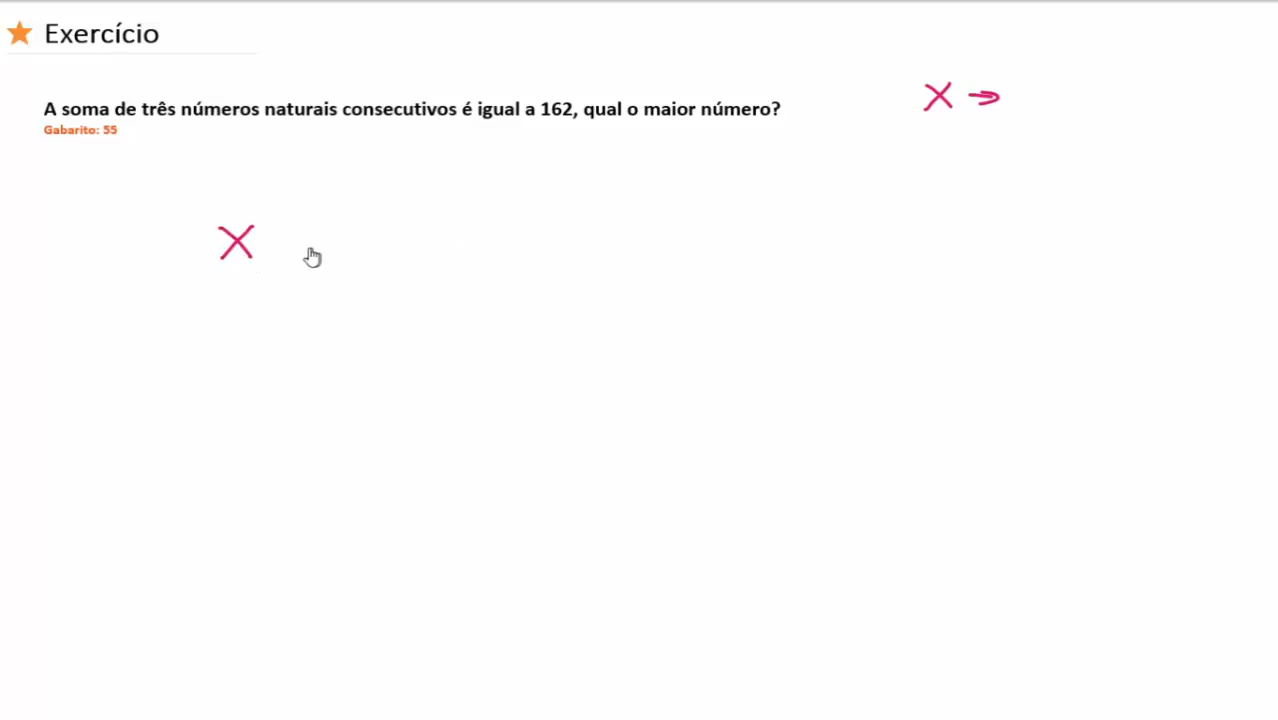 Exercício
A soma de três números naturais consecutivos é igual a 162, qual o maior número?
Gabarito: 55
X →
X